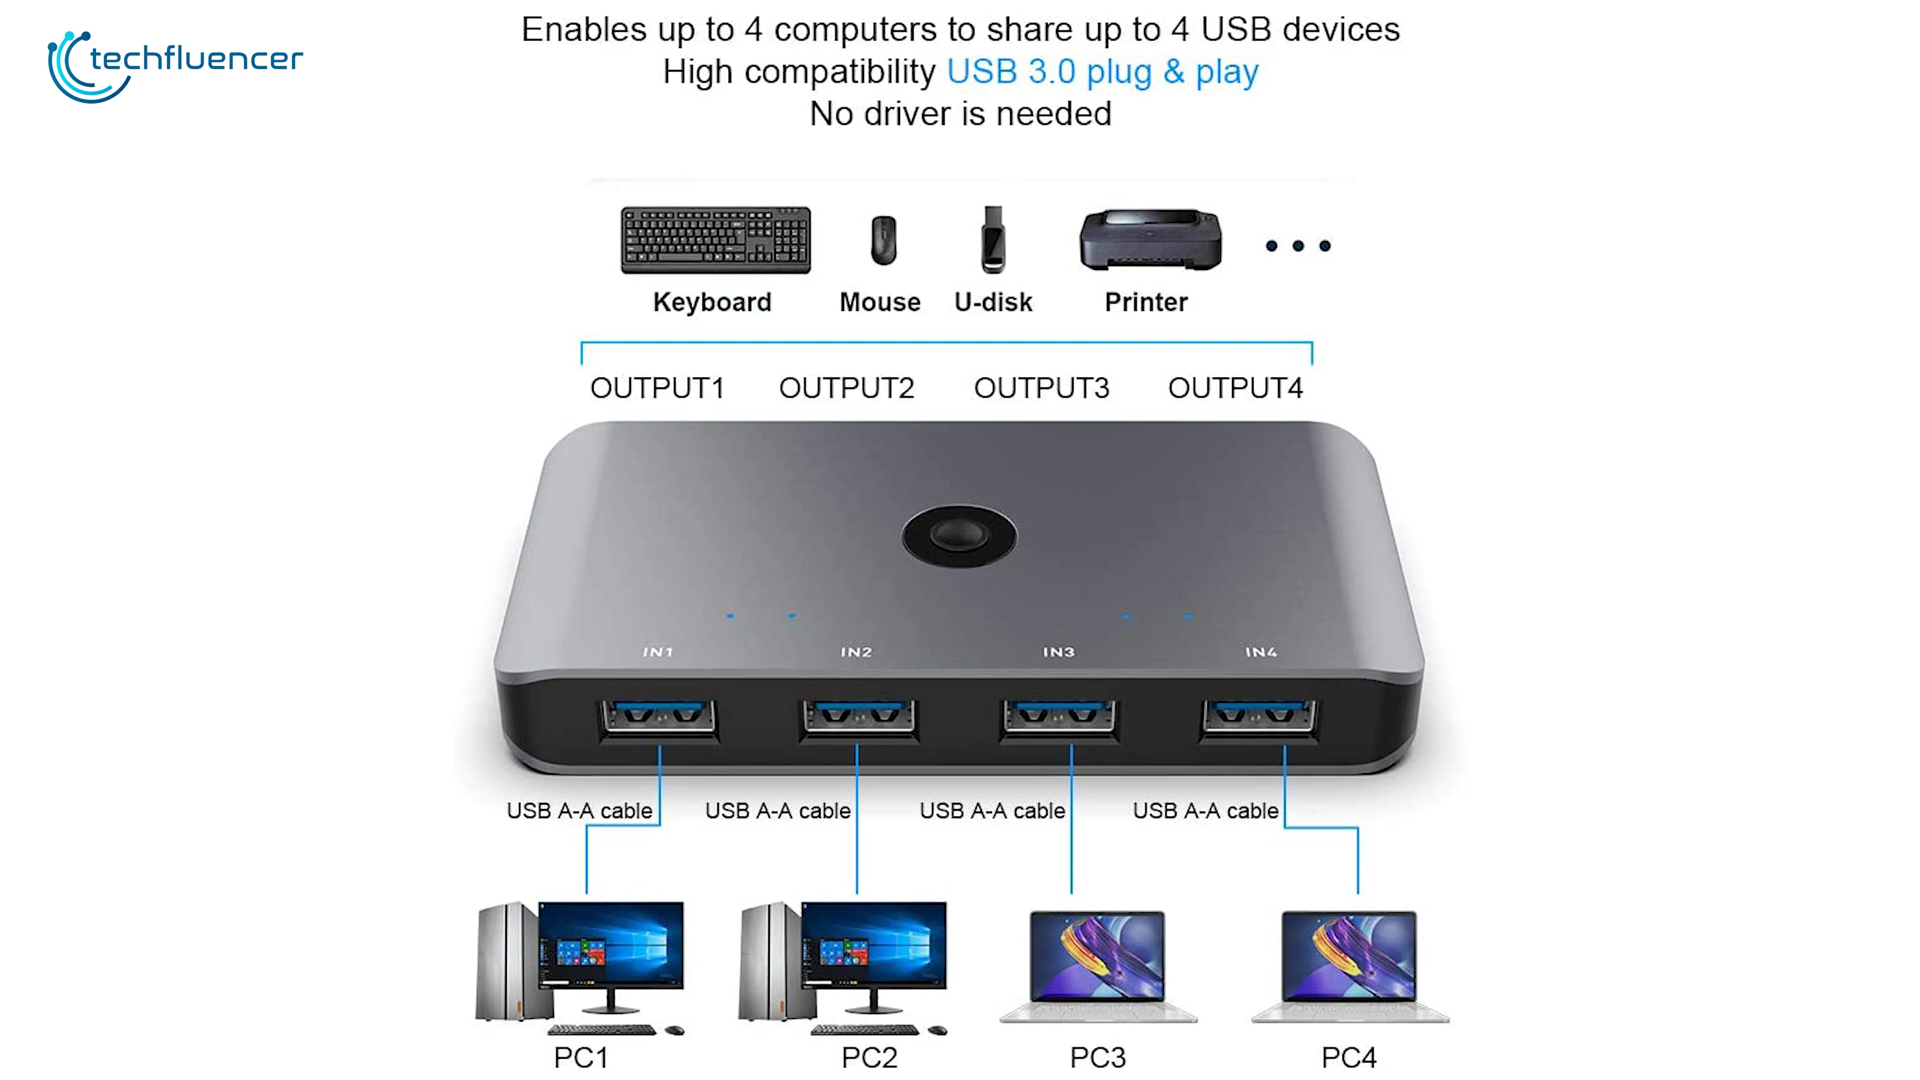 techfluencer
Enables up to 4 computers to share up to 4 USB devices
High compatibility USB 3.0 plug & play
No driver is needed
Keyboard Mouse U-disk Printer
OUTPUT1 OUTPUT2 OUTPUT3 OUTPUT4
IN1 IN2 IN3 IN4
USB A-A cable USB A-A cable USB A-A cable USB A-A cable
PC1 PC2 PC3 PC4